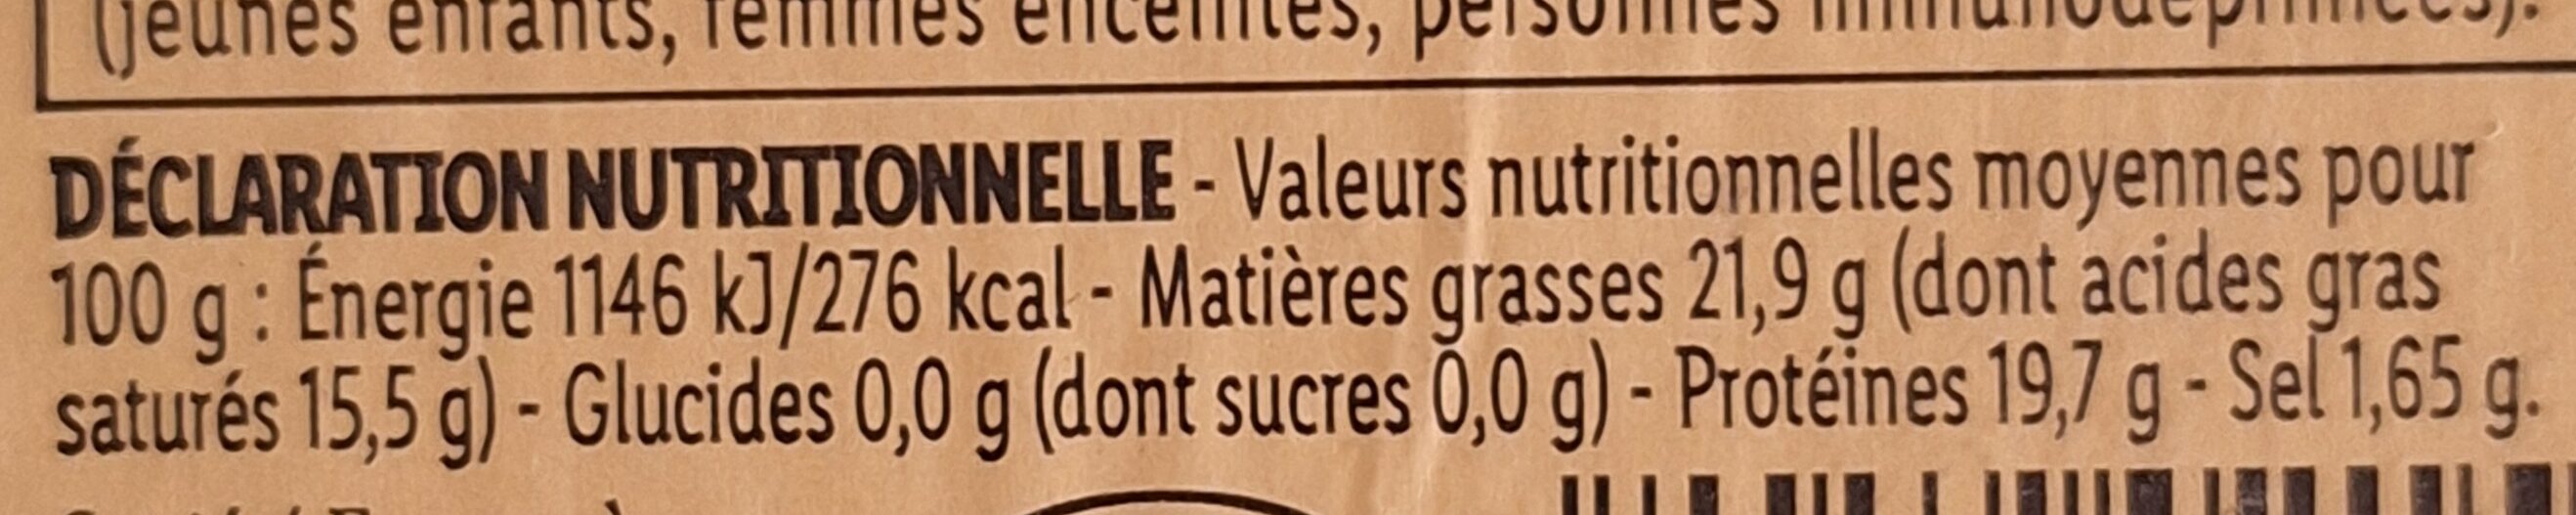 (jeunes enfants, femmes enceintes, personnes immunodéprimées).
DÉCLARATION NUTRITIONNELLE - Valeurs nutritionnelles moyennes pour
100 g : Énergie 1146 kJ/276 kcal - Matières grasses 21,9 g (dont acides gras
saturés 15,5 g) - Glucides 0,0 g (dont sucres 0,0 g) - Protéines 19,7 g - Sel 1,65 g.